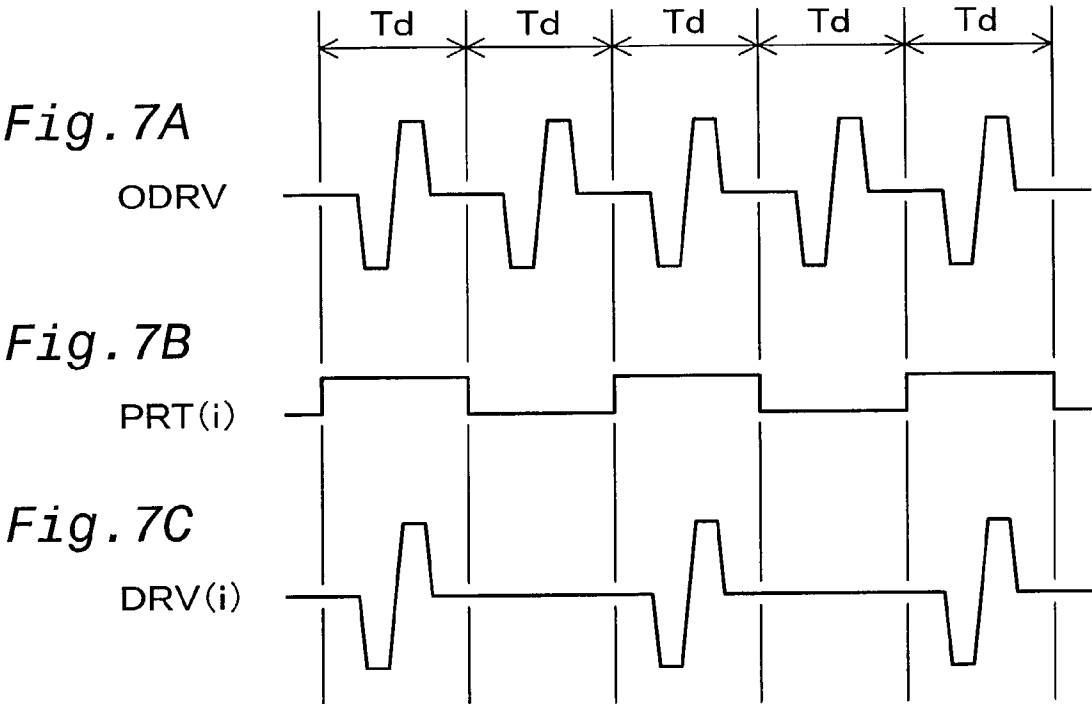 Td Td Td Td Td
Fig.7A
ODRV
Fig.7B
PRT(i)
Fig.7C
DRV(i)